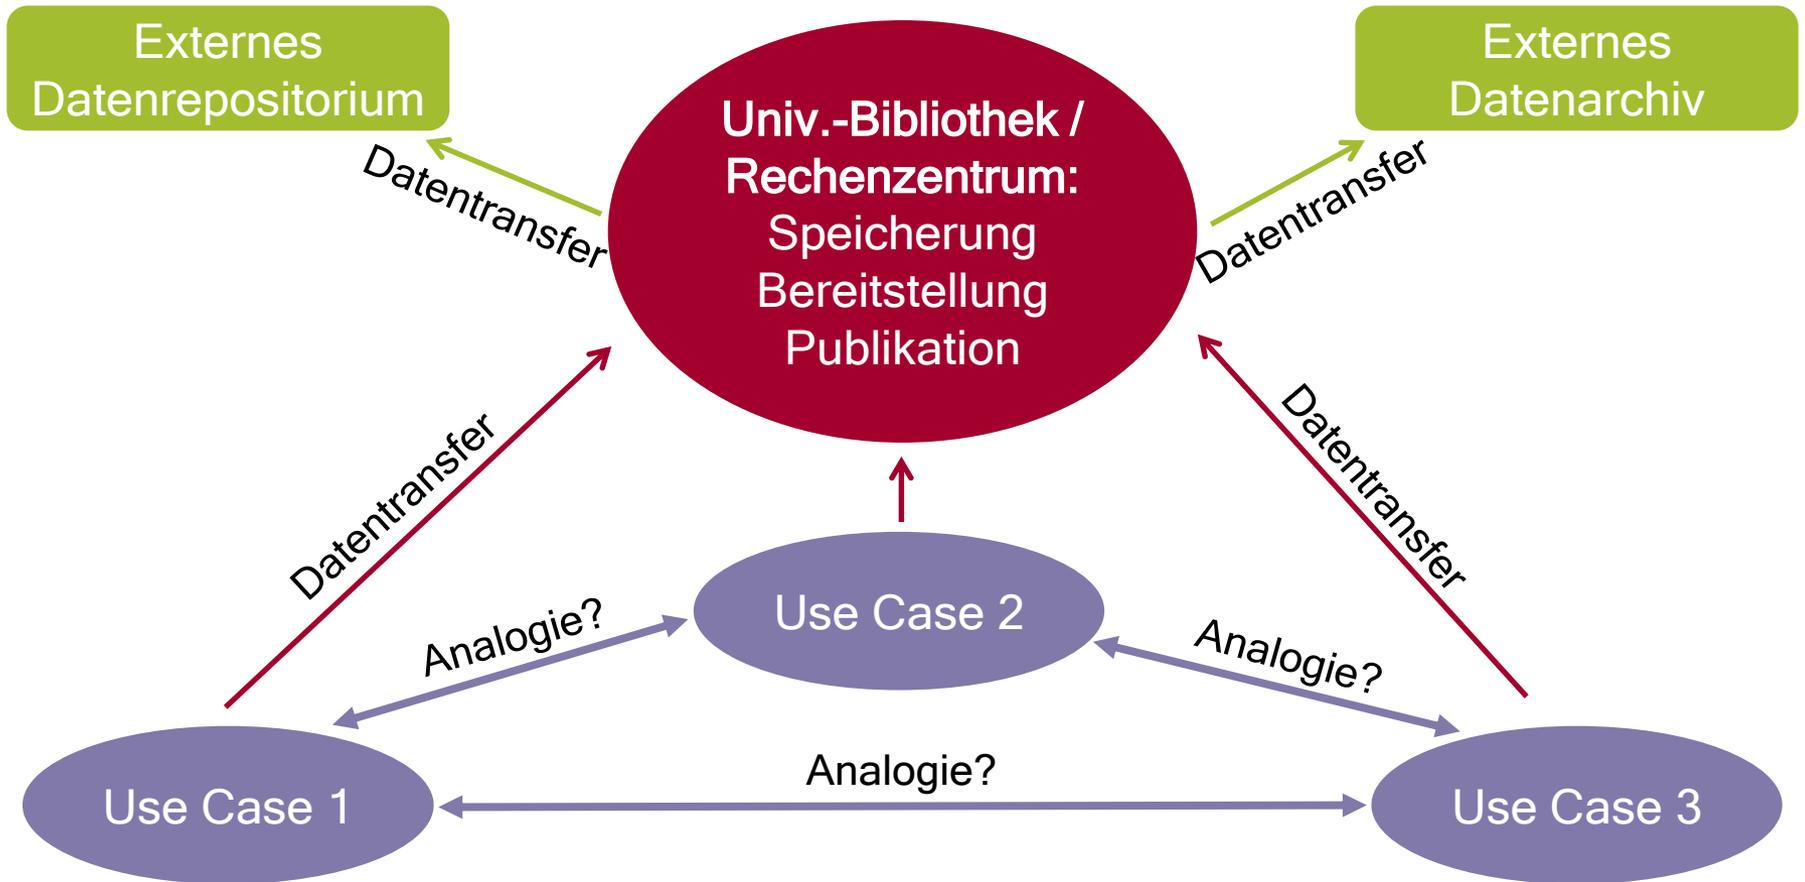 Externes
Datenrepositorium
Externes
Datenarchiv
Univ.-Bibliothek /
Rechenzentrum:
Speicherung
Bereitstellung
Publikation
Datentransfer
Datentransfer
Datentransfer
Datentransfer
Use Case 2
Analogie?
Analogie?
Analogie?
Use Case 1
Use Case 3